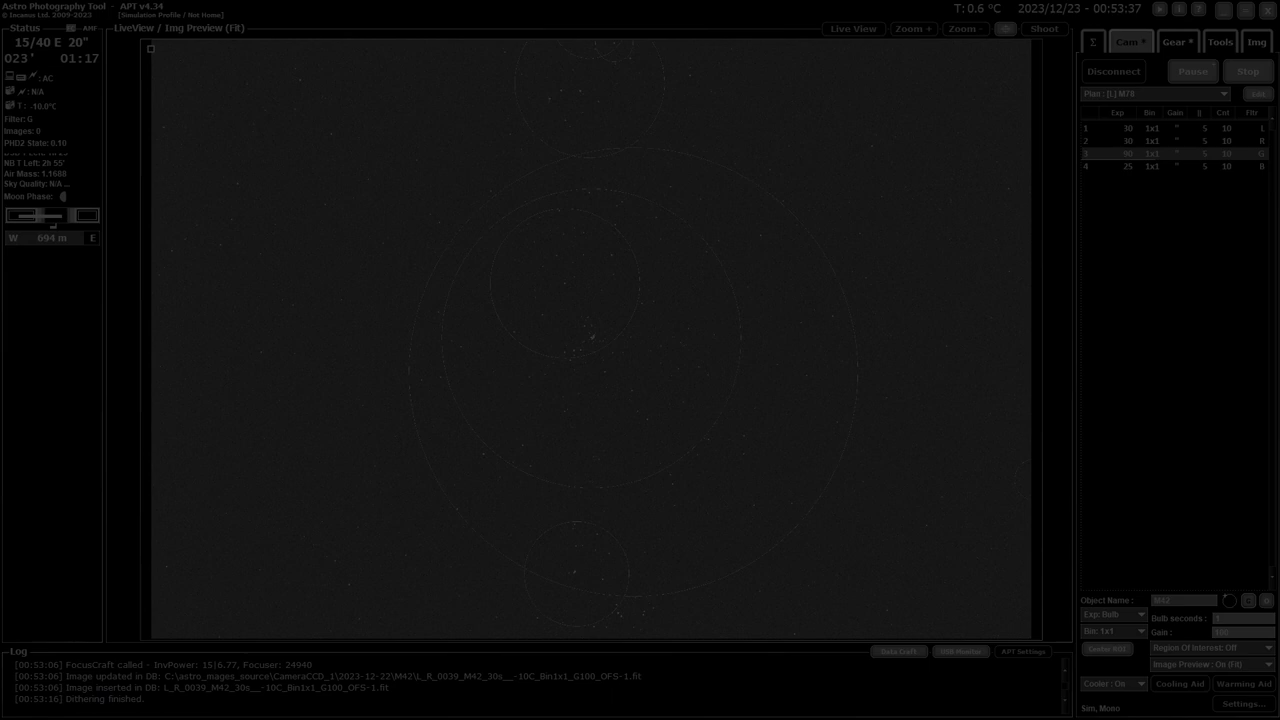 Astro Photography Tool - APT v4.34
© Incanus Ltd. 2009-2023 [Simulation Profile / Not Home]
T: 0.6 ºC 2023/12/23 - 00:53:37
Status
LiveView / Img Preview (Fit)
Live View Zoom + Zoom - Shoot
15/40 E 20"
023' 01:17
: AC
: N/A
T : -10.0°C
Filter: G
Images: 0
PHD2 State: 0.10
NB T Left: 2h 55'
Air Mass: 1.1688
Sky Quality: N/A ...
Moon Phase:
W 694 m E
Σ Cam * Gear * Tools Img
Disconnect Pause Stop
Plan : [L] M78 Edit
Exp Bin Gain || Cnt Fltr
1 30 1x1 " 5 10 L
2 30 1x1 " 5 10 R
3 90 1x1 " 5 10 G
4 25 1x1 " 5 10 B
Object Name : M42
Exp: Bulb Bulb seconds : 1
Bin: 1x1 Gain : 100
Region Of Interest: Off
Image Preview : On (Fit)
Cooler : On Cooling Aid Warming Aid
Sim, Mono Settings...
Log
Data Craft USB Monitor APT Settings
[00:53:06] FocusCraft called - InvPower: 15|6.77, Focuser: 24940
[00:53:06] Image updated in DB: C:\astro_mages_source\CameraCCD_1\2023-12-22\M42\L_R_0039_M42_30s__-10C_Bin1x1_G100_OFS-1.fit
[00:53:06] Image inserted in DB: L_R_0039_M42_30s__-10C_Bin1x1_G100_OFS-1.fit
[00:53:16] Dithering finished.